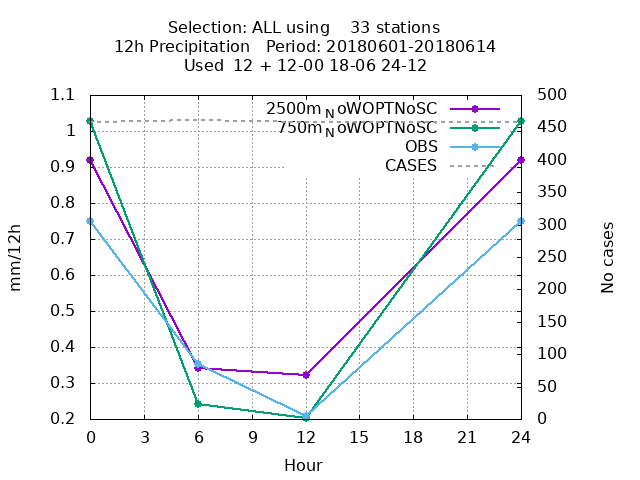 Selection: ALL using    33 stations
12h Precipitation   Period: 20180601-20180614
Used  12 + 12-00 18-06 24-12
1.1
1
0.9
0.8
0.7
0.6
0.5
0.4
0.3
0.2
mm/12h
2500m_NoWOPTNoSC
750m_NoWOPTNoSC
OBS
CASES
500
450
400
350
300
250
200
150
100
50
0
No cases
0 3 6 9 12 15 18 21 24
Hour